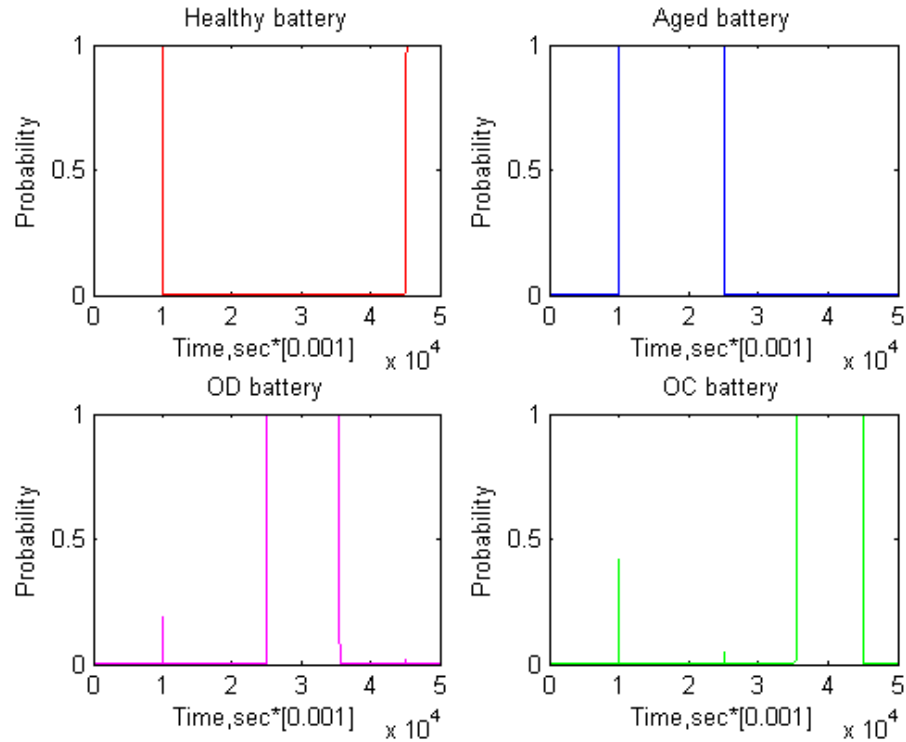 Healthy battery
Probability
1
0.5
0
0 1 2 3 4 5
Time,sec*[0.001]
x 10^4
Aged battery
Probability
1
0.5
0
0 1 2 3 4 5
Time,sec*[0.001]
x 10^4
OD battery
Probability
1
0.5
0
0 1 2 3 4 5
Time,sec*[0.001]
x 10^4
OC battery
Probability
1
0.5
0
0 1 2 3 4 5
Time,sec*[0.001]
x 10^4